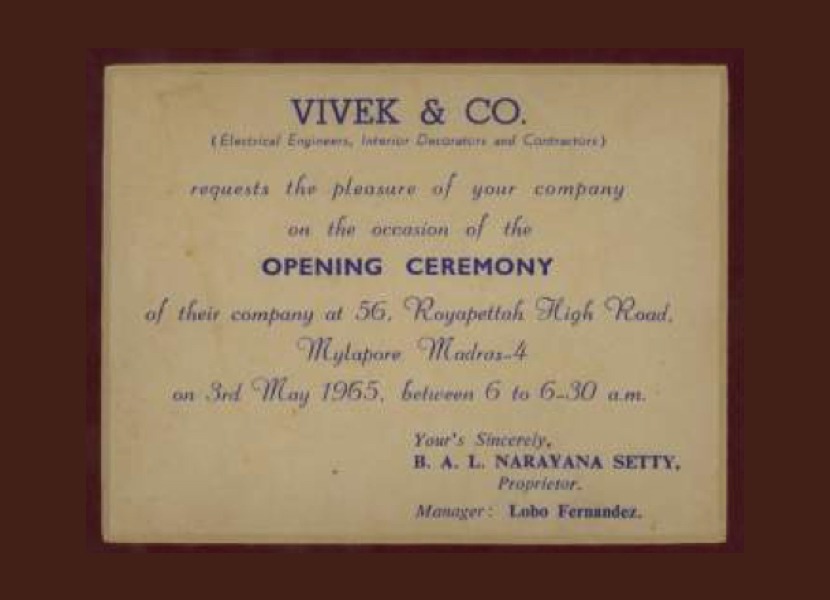 VIVEK & CO.
(Electrical Engineers, Interior Decorators and Contractors)
requests the pleasure of your company
on the occasion of the
OPENING CEREMONY
of their company at 56, Royapettah High Road,
Mylapore Madras-4
on 3rd May 1965, between 6 to 6-30 a.m.
Your's Sincerely,
B. A. L. NARAYANA SETTY,
Proprietor.
Manager: Lobo Fernandez.